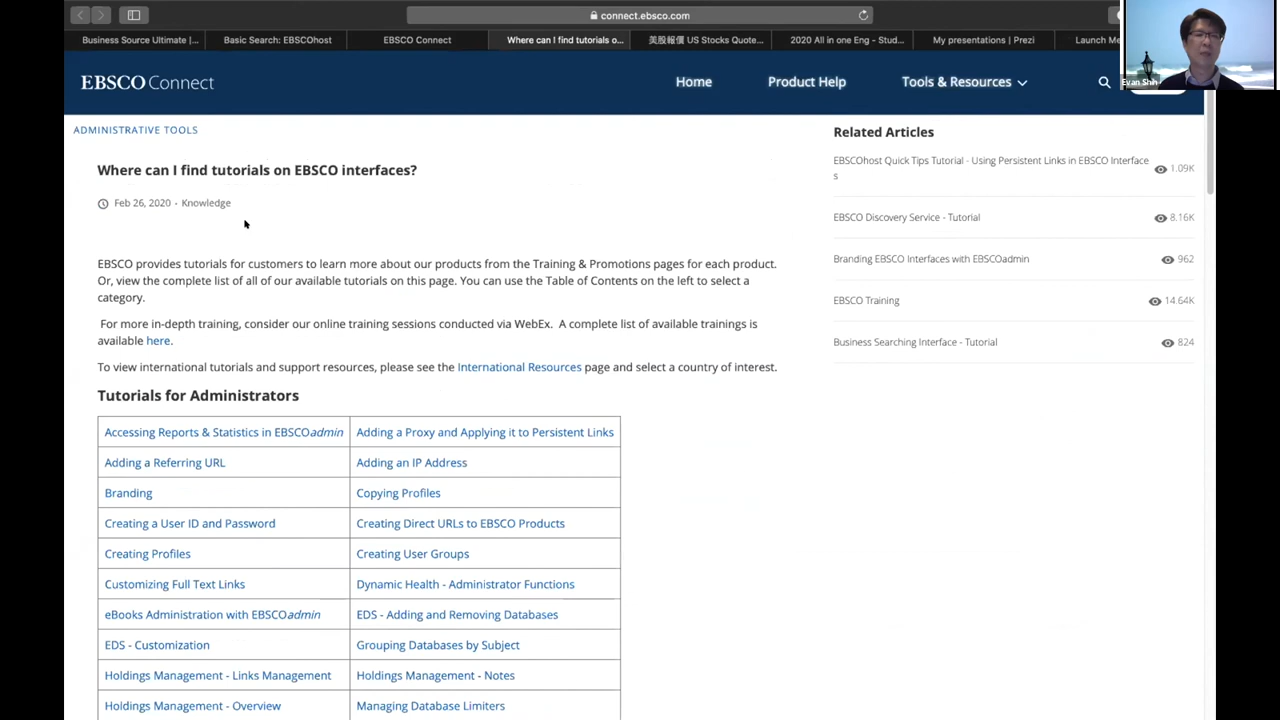 connect.ebsco.com
Business Source Ultimate |...
Basic Search: EBSCOhost
EBSCO Connect
Where can I find tutorials o...
美股報價 US Stocks Quote...
2020 All in one Eng - Stud...
My presentations | Prezi
Launch Me
Evan Shih
EBSCO Connect
Home
Product Help
Tools & Resources
ADMINISTRATIVE TOOLS
Where can I find tutorials on EBSCO interfaces?
Feb 26, 2020 - Knowledge
EBSCO provides tutorials for customers to learn more about our products from the Training & Promotions pages for each product.
Or, view the complete list of all of our available tutorials on this page. You can use the Table of Contents on the left to select a
category.
For more in-depth training, consider our online training sessions conducted via WebEx. A complete list of available trainings is
available here.
To view international tutorials and support resources, please see the International Resources page and select a country of interest.
Tutorials for Administrators
Accessing Reports & Statistics in EBSCOadmin
Adding a Proxy and Applying it to Persistent Links
Adding a Referring URL
Adding an IP Address
Branding
Copying Profiles
Creating a User ID and Password
Creating Direct URLs to EBSCO Products
Creating Profiles
Creating User Groups
Customizing Full Text Links
Dynamic Health - Administrator Functions
eBooks Administration with EBSCOadmin
EDS - Adding and Removing Databases
EDS - Customization
Grouping Databases by Subject
Holdings Management - Links Management
Holdings Management - Notes
Holdings Management - Overview
Managing Database Limiters
Related Articles
EBSCOhost Quick Tips Tutorial - Using Persistent Links in EBSCO Interface
s
1.09K
EBSCO Discovery Service - Tutorial
8.16K
Branding EBSCO Interfaces with EBSCOadmin
962
EBSCO Training
14.64K
Business Searching Interface - Tutorial
824